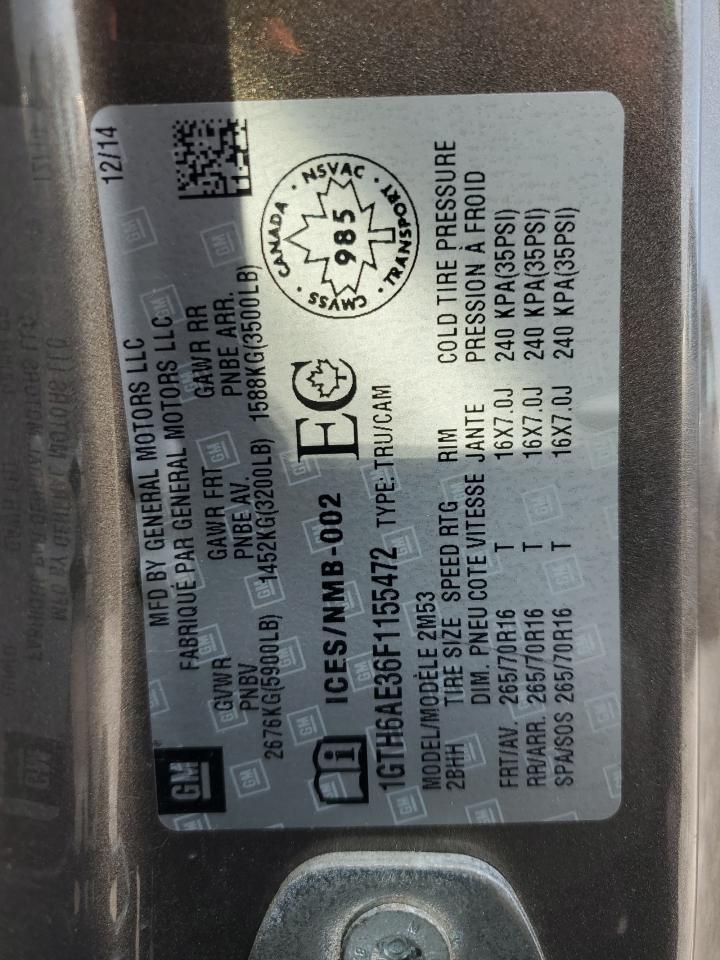 GM
MFD BY GENERAL MOTORS LLC
12/14
FABRIQUÉ PAR GENERAL MOTORS LLC
GVWR GAWR FRT GAWR RR
PNBV PNBE AV. PNBE ARR.
2676KG(5900LB) 1452KG(3200LB) 1588KG(3500LB)
i ICES/NMB-002 EC
CANADA · NSVAC · TRANSPORT · CMVSS ·
985
1GTH6AE36F1155472 TYPE: TRU/CAM
MODEL/MODÈLE 2M53
2BHH TIRE SIZE SPEED RTG RIM COLD TIRE PRESSURE
DIM. PNEU COTE VITESSE JANTE PRESSION À FROID
FRT/AV. 265/70R16 T 16X7.0J 240 KPA(35PSI)
RR/ARR. 265/70R16 T 16X7.0J 240 KPA(35PSI)
SPA/SOS 265/70R16 T 16X7.0J 240 KPA(35PSI)